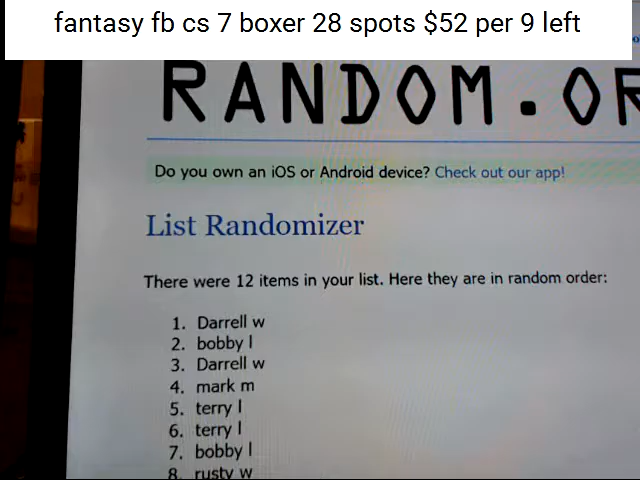 fantasy fb cs 7 boxer 28 spots $52 per 9 left
RANDOM.OR
Do you own an iOS or Android device? Check out our app!
List Randomizer
There were 12 items in your list. Here they are in random order:
1. Darrell w
2. bobby l
3. Darrell w
4. mark m
5. terry l
6. terry l
7. bobby l
8. rusty w